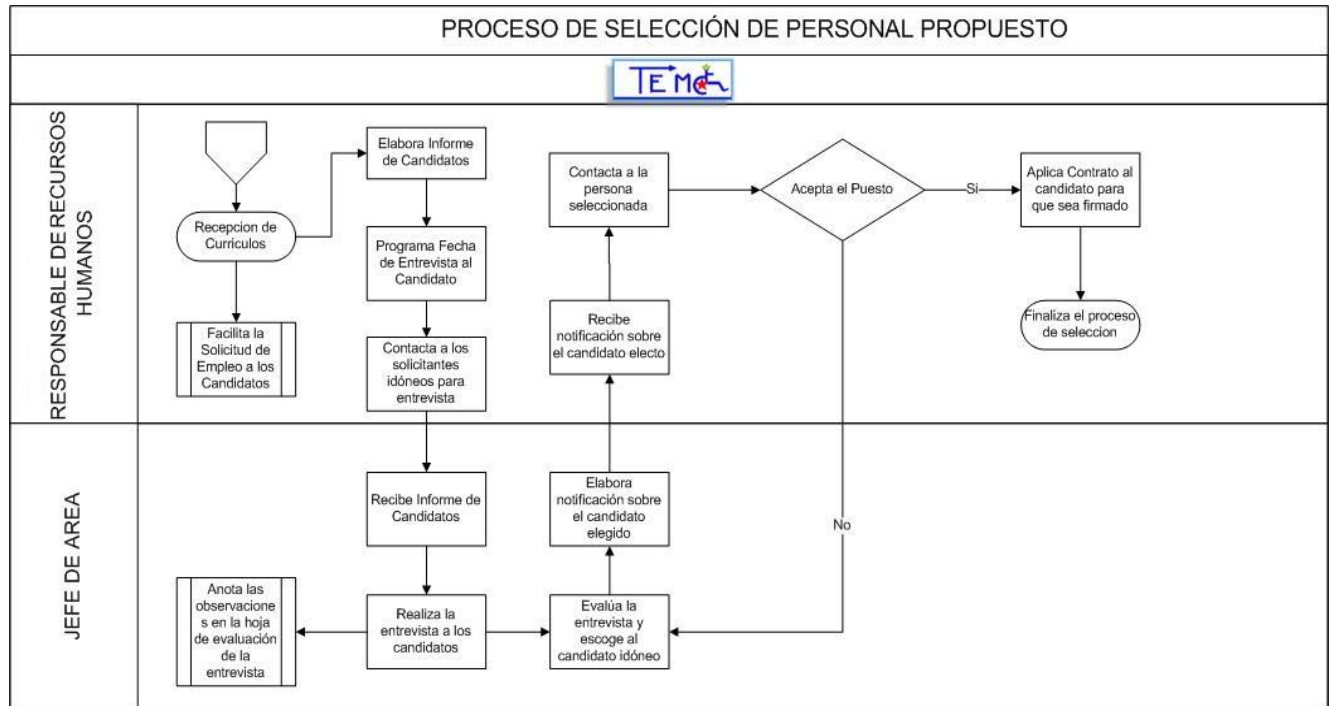 PROCESO DE SELECCIÓN DE PERSONAL PROPUESTO
TEMC
RESPONSABLE DE RECURSOS
HUMANOS
Recepcion de
Curriculos
Facilita la
Solicitud de
Empleo a los
Candidatos
Elabora Informe
de Candidatos
Programa Fecha
de Entrevista al
Candidato
Contacta a los
solicitantes
idóneos para
entrevista
Contacta a la
persona
seleccionada
Recibe
notificación sobre
el candidato electo
Acepta el Puesto
Si
No
Aplica Contrato al
candidato para
que sea firmado
Finaliza el proceso
de seleccion
JEFE DE AREA
Recibe Informe de
Candidatos
Realiza la
entrevista a los
candidatos
Anota las
observacione
s en la hoja
de evaluación
de la
entrevista
Elabora
notificación sobre
el candidato
elegido
Evalúa la
entrevista y
escoge al
candidato idóneo